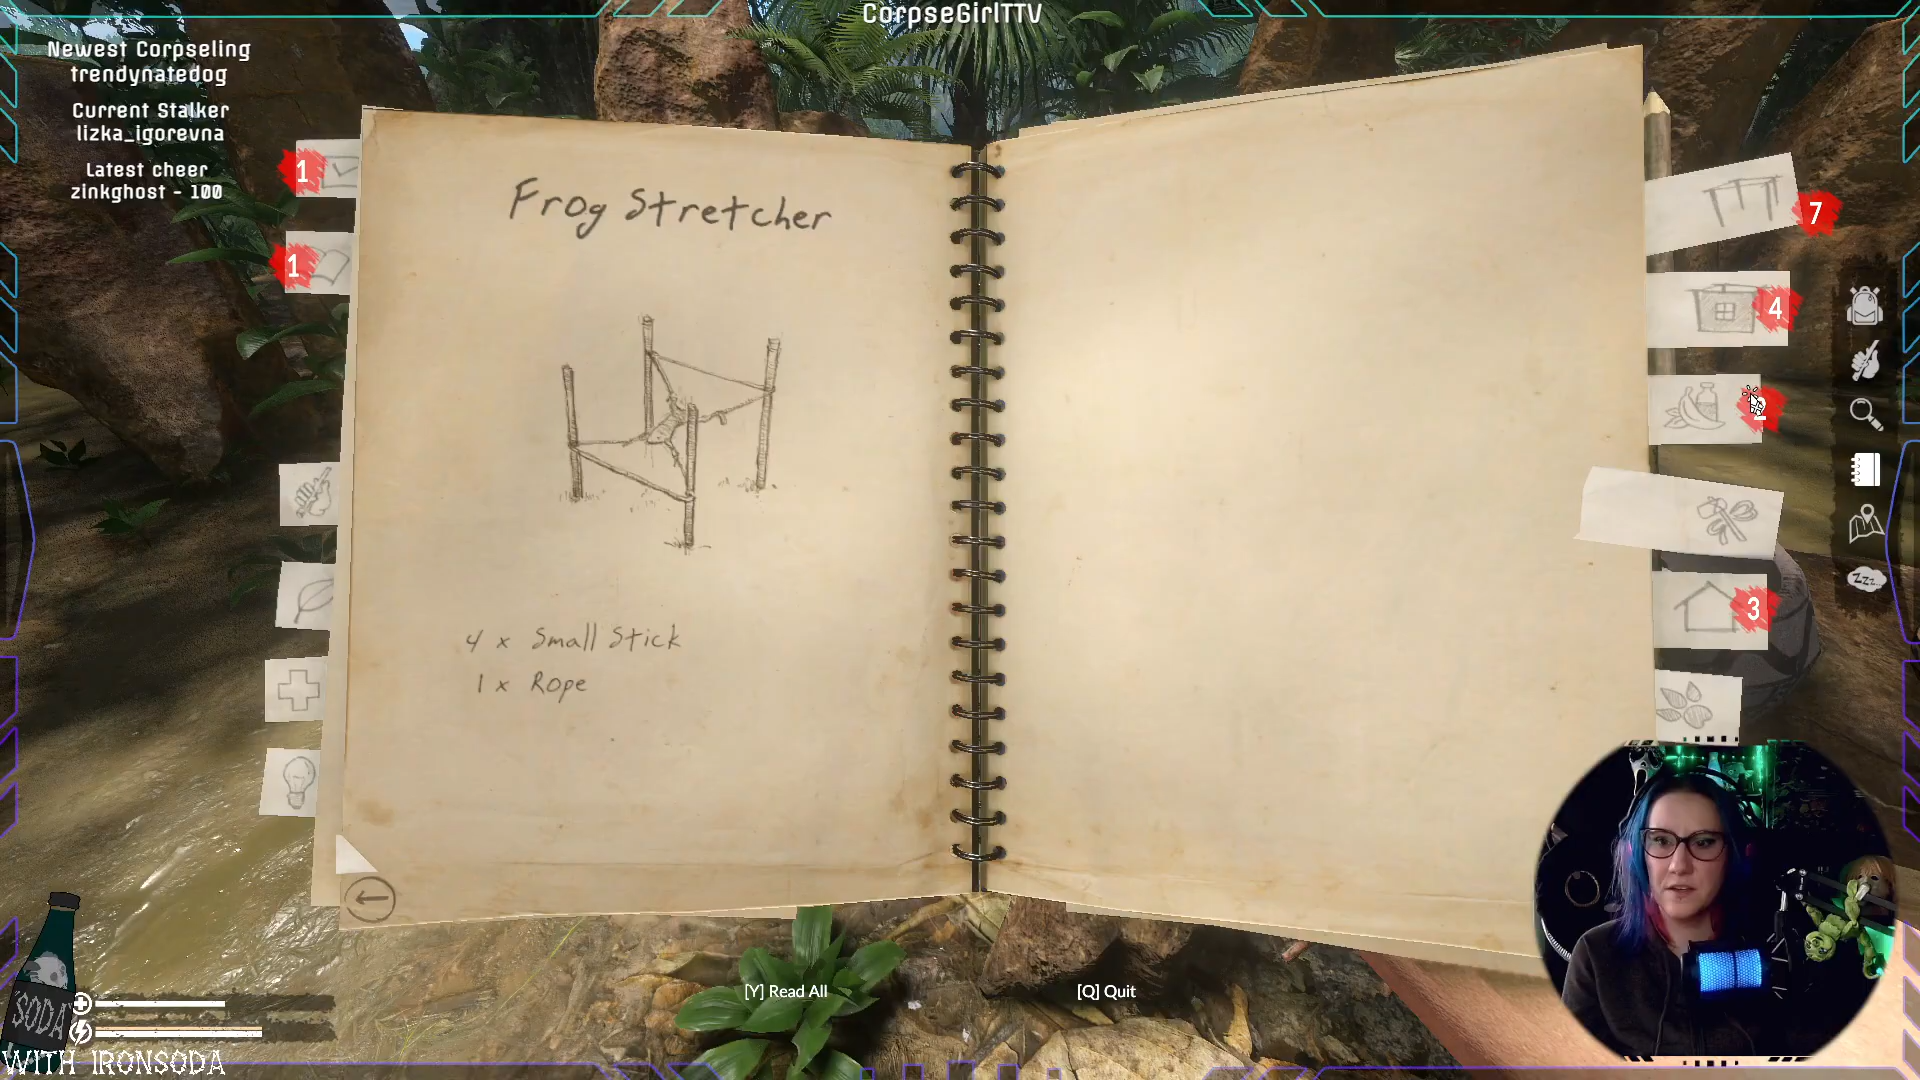 CorpseGirlTTV
Newest Corpseling
trendynatedog
Current Stalker
lizka_igorevna
Latest cheer
zinkghost - 100
1
1
Frog Stretcher
4 x Small Stick
1 x Rope
7
4
3
Zzz..
[Y] Read All
[Q] Quit
SODA
WITH IRONSODA